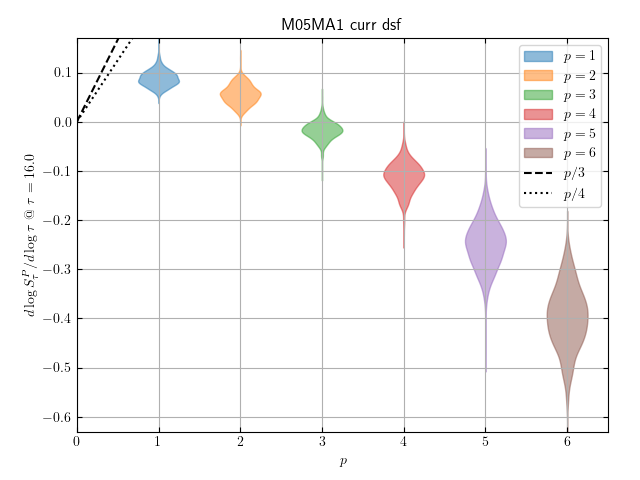 M05MA1 curr dsf
d log S_τ^P / d log τ @ τ = 16.0
0.1
0.0
−0.1
−0.2
−0.3
−0.4
−0.5
−0.6
0 1 2 3 4 5 6
p
p = 1
p = 2
p = 3
p = 4
p = 5
p = 6
p/3
p/4